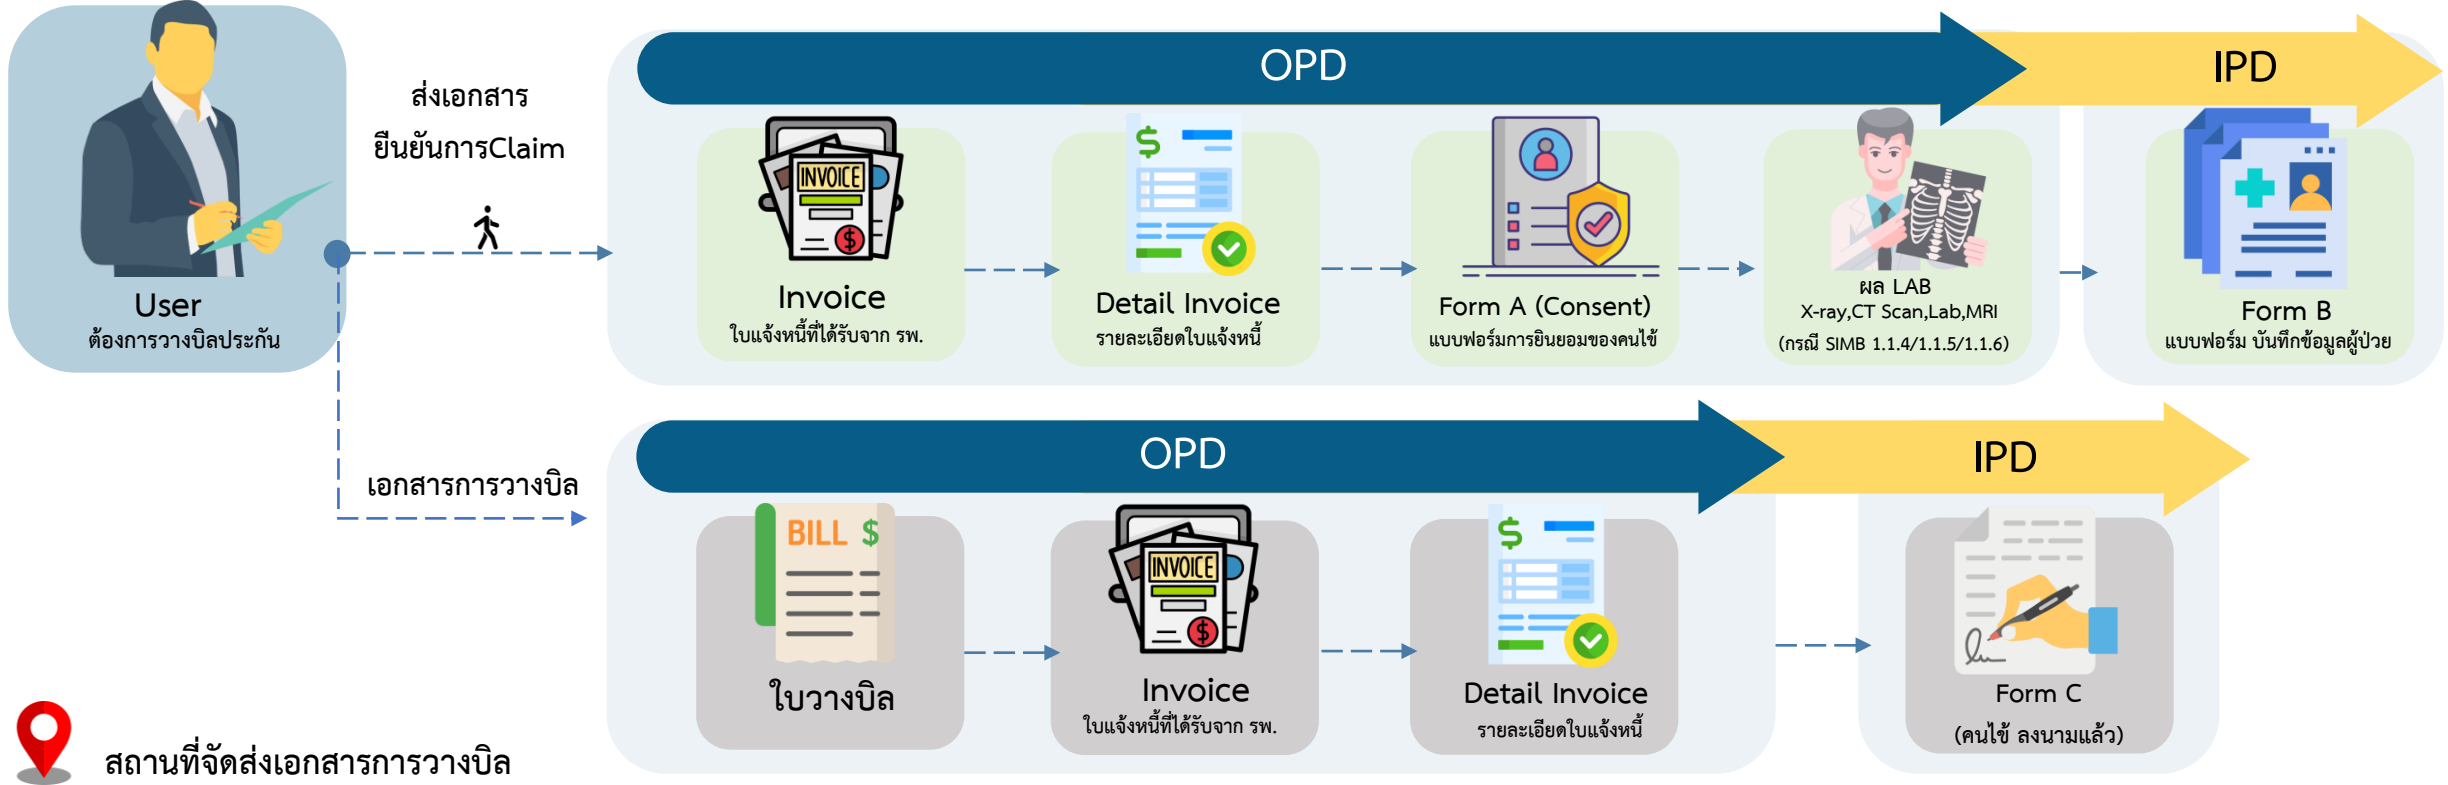 OPD
IPD
ส่งเอกสาร
ยืนยันการClaim
INVOICE
$
$
User
ต้องการวางบิลประกัน
Invoice
ใบแจ้งหนี้ที่ได้รับจาก รพ.
Detail Invoice
รายละเอียดใบแจ้งหนี้
Form A (Consent)
แบบฟอร์มการยินยอมของคนไข้
ผล LAB
X-ray,CT Scan,Lab,MRI
(กรณี SIMB 1.1.4/1.1.5/1.1.6)
Form B
แบบฟอร์ม บันทึกข้อมูลผู้ป่วย
OPD
IPD
เอกสารการวางบิล
BILL $
INVOICE
$
$
ใบวางบิล
Invoice
ใบแจ้งหนี้ที่ได้รับจาก รพ.
Detail Invoice
รายละเอียดใบแจ้งหนี้
Form C
(คนไข้ ลงนามแล้ว)
สถานที่จัดส่งเอกสารการวางบิล